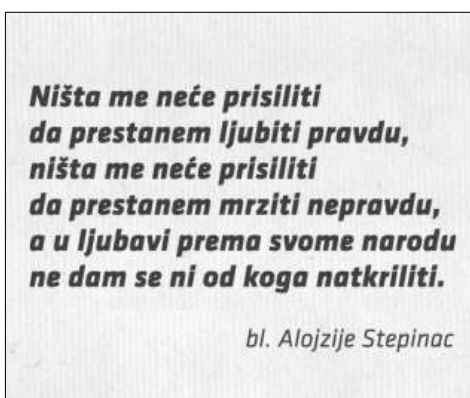 Ništa me neće prisiliti
da prestanem ljubiti pravdu,
ništa me neće prisiliti
da prestanem mrziti nepravdu,
a u ljubavi prema svome narodu
ne dam se ni od koga natkriliti.
bl. Alojzije Stepinac